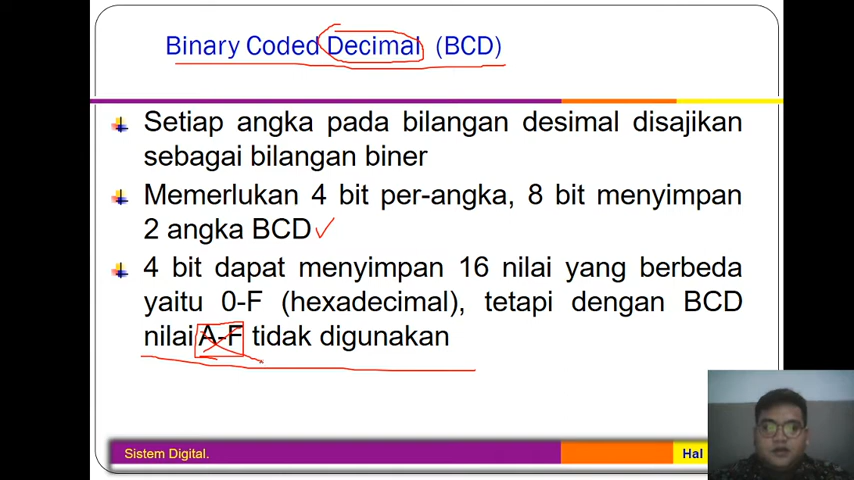 Binary Coded Decimal (BCD)
Setiap angka pada bilangan desimal disajikan
sebagai bilangan biner
Memerlukan 4 bit per-angka, 8 bit menyimpan
2 angka BCD
4 bit dapat menyimpan 16 nilai yang berbeda
yaitu 0-F (hexadecimal), tetapi dengan BCD
nilai A-F tidak digunakan
Sistem Digital.
Hal